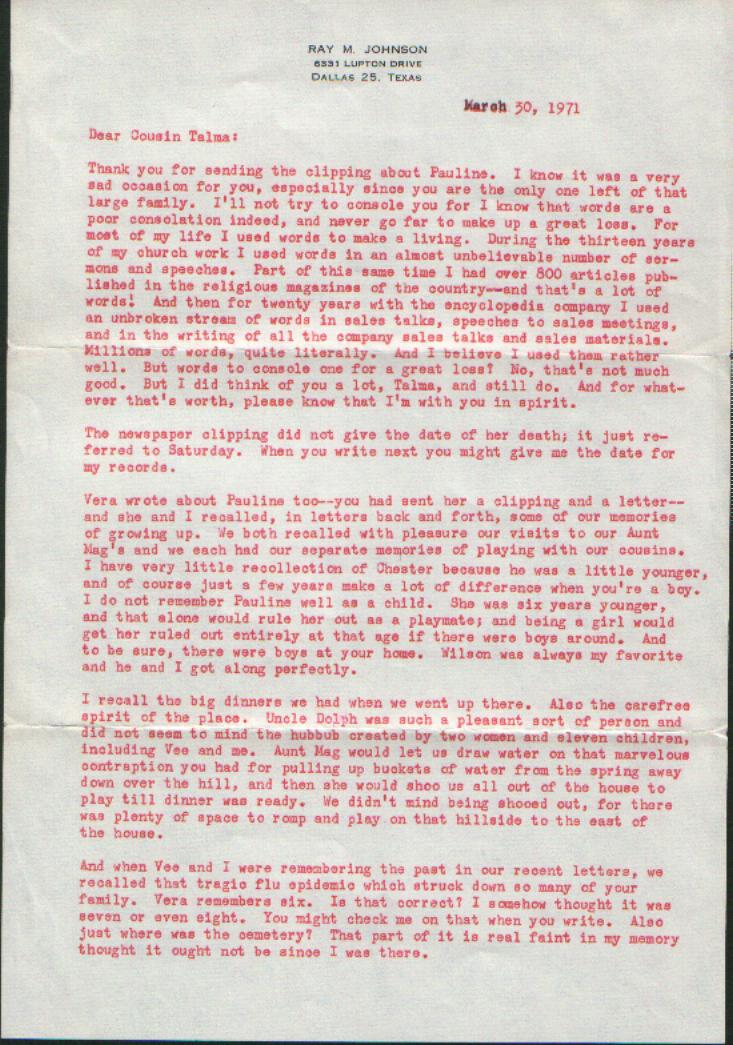 RAY M. JOHNSON
6331 LUPTON DRIVE
DALLAS 25, TEXAS
March 30, 1971
Dear Cousin Talma:
Thank you for sending the clipping about Pauline. I know it was a very
sad occasion for you, especially since you are the only one left of that
large family. I'll not try to console you for I know that words are a
poor consolation indeed, and never go far to make up a great loss. For
most of my life I used words to make a living. During the thirteen years
of my church work I used words in an almost unbelievable number of ser-
mons and speeches. Part of this same time I had over 800 articles pub-
lished in the religious magazines of the country--and that's a lot of
words! And then for twenty years with the encyclopedia company I used
an unbroken stream of words in sales talks, speeches to sales meetings,
and in the writing of all the company sales talks and sales materials.
Millions of words, quite literally. And I believe I used them rather
well. But words to console one for a great loss? No, that's not much
good. But I did think of you a lot, Talma, and still do. And for what-
ever that's worth, please know that I'm with you in spirit.
The newspaper clipping did not give the date of her death; it just re-
ferred to Saturday. When you write next you might give me the date for
my records.
Vera wrote about Pauline too--you had sent her a clipping and a letter--
and she and I recalled, in letters back and forth, some of our memories
of growing up. We both recalled with pleasure our visits to our Aunt
Mag's and we each had our separate memories of playing with our cousins.
I have very little recollection of Chester because he was a little younger,
and of course just a few years make a lot of difference when you're a boy.
I do not remember Pauline well as a child. She was six years younger,
and that alone would rule her out as a playmate; and being a girl would
get her ruled out entirely at that age if there were boys around. And
to be sure, there were boys at your home. Wilson was always my favorite
and he and I got along perfectly.
I recall the big dinners we had when we went up there. Also the carefree
spirit of the place. Uncle Dolph was such a pleasant sort of person and
did not seem to mind the hubbub created by two women and eleven children,
including Vee and me. Aunt Mag would let us draw water on that marvelous
contraption you had for pulling up buckets of water from the spring away
down over the hill, and then she would shoo us all out of the house to
play till dinner was ready. We didn't mind being shooed out, for there
was plenty of space to romp and play on that hillside to the east of
the house.
And when Vee and I were remembering the past in our recent letters, we
recalled that tragic flu epidemic which struck down so many of your
family. Vera remembers six. Is that correct? I somehow thought it was
seven or even eight. You might check me on that when you write. Also
just where was the cemetery? That part of it is real faint in my memory
thought it ought not be since I was there.